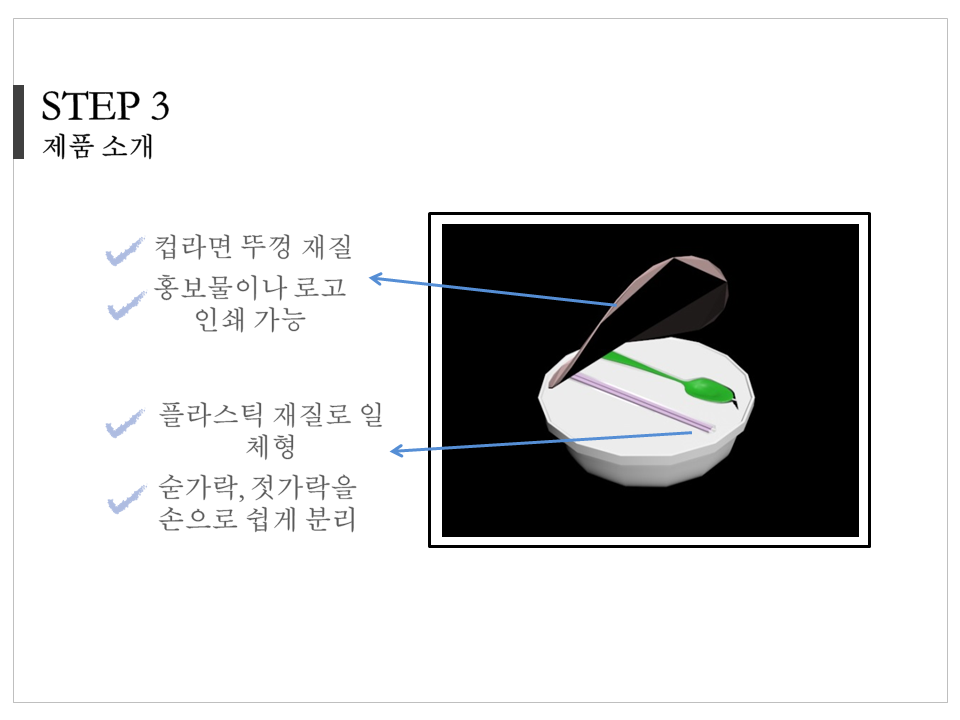 STEP 3
제품 소개
컵라면 뚜껑 재질
홍보물이나 로고
인쇄 가능
플라스틱 재질로 일
체형
숟가락, 젓가락을
손으로 쉽게 분리